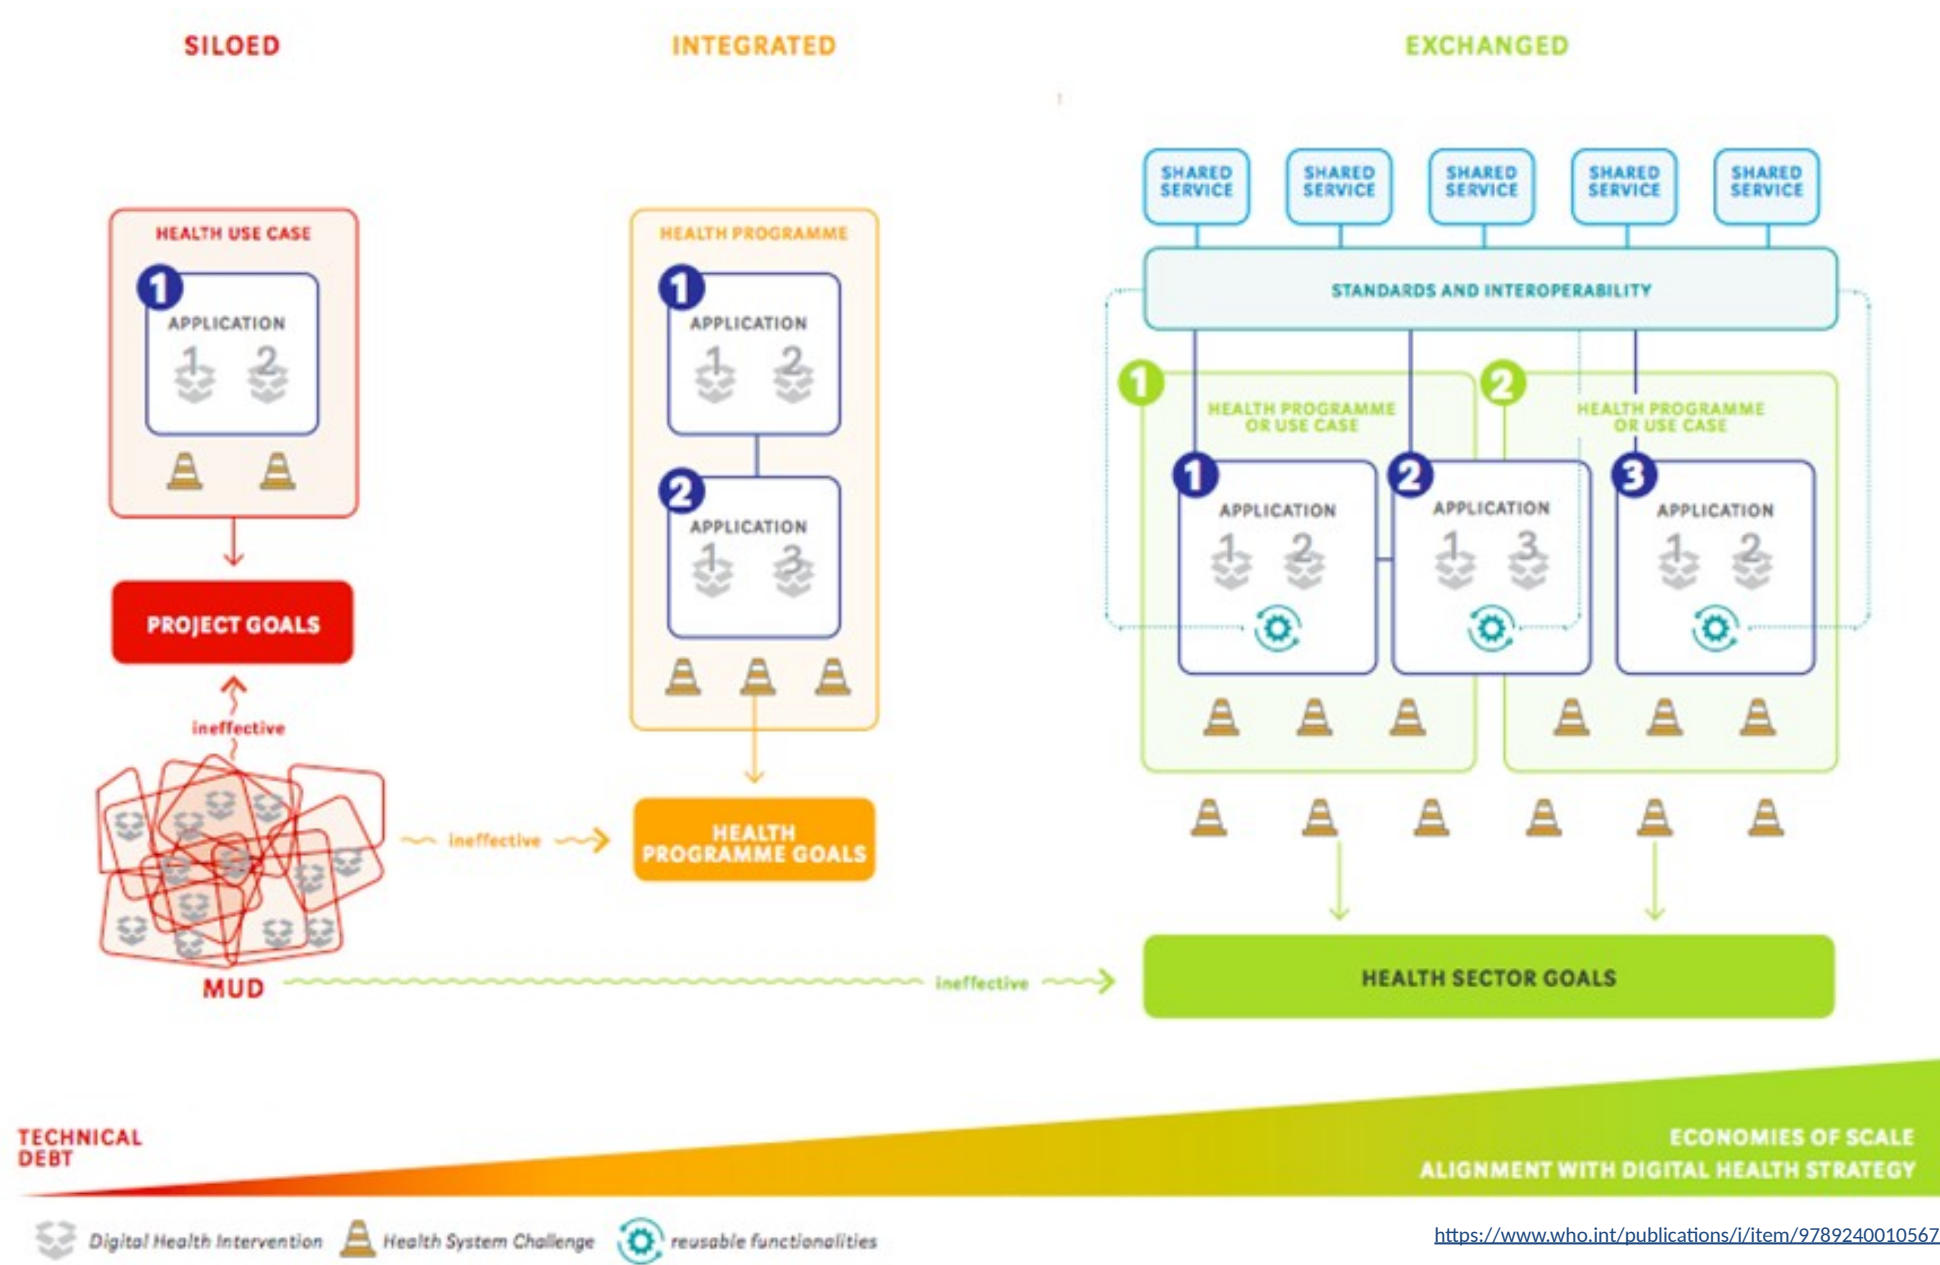 SILOED
INTEGRATED
EXCHANGED
HEALTH USE CASE
1
APPLICATION
1 2
PROJECT GOALS
ineffective
MUD
HEALTH PROGRAMME
1
APPLICATION
1 2
2
APPLICATION
1 3
ineffective
HEALTH
PROGRAMME GOALS
SHARED
SERVICE
SHARED
SERVICE
SHARED
SERVICE
SHARED
SERVICE
SHARED
SERVICE
STANDARDS AND INTEROPERABILITY
1
HEALTH PROGRAMME
OR USE CASE
2
HEALTH PROGRAMME
OR USE CASE
1
APPLICATION
1 2
2
APPLICATION
1 3
3
APPLICATION
1 2
ineffective
HEALTH SECTOR GOALS
TECHNICAL
DEBT
ECONOMIES OF SCALE
ALIGNMENT WITH DIGITAL HEALTH STRATEGY
Digital Health Intervention
Health System Challenge
reusable functionalities
https://www.who.int/publications/i/item/9789240010567